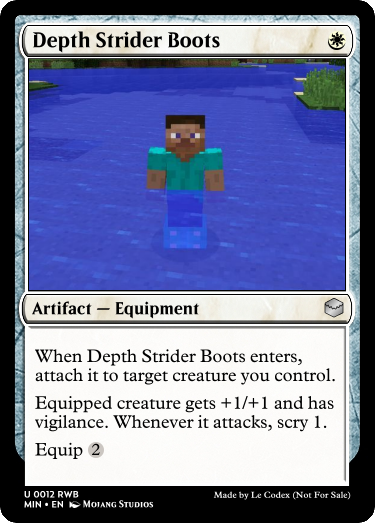 Depth Strider Boots
Artifact — Equipment
When Depth Strider Boots enters,
attach it to target creature you control.
Equipped creature gets +1/+1 and has
vigilance. Whenever it attacks, scry 1.
Equip 2
U 0012 RWB
MIN • EN Mojang Studios
Made by Le Codex (Not For Sale)